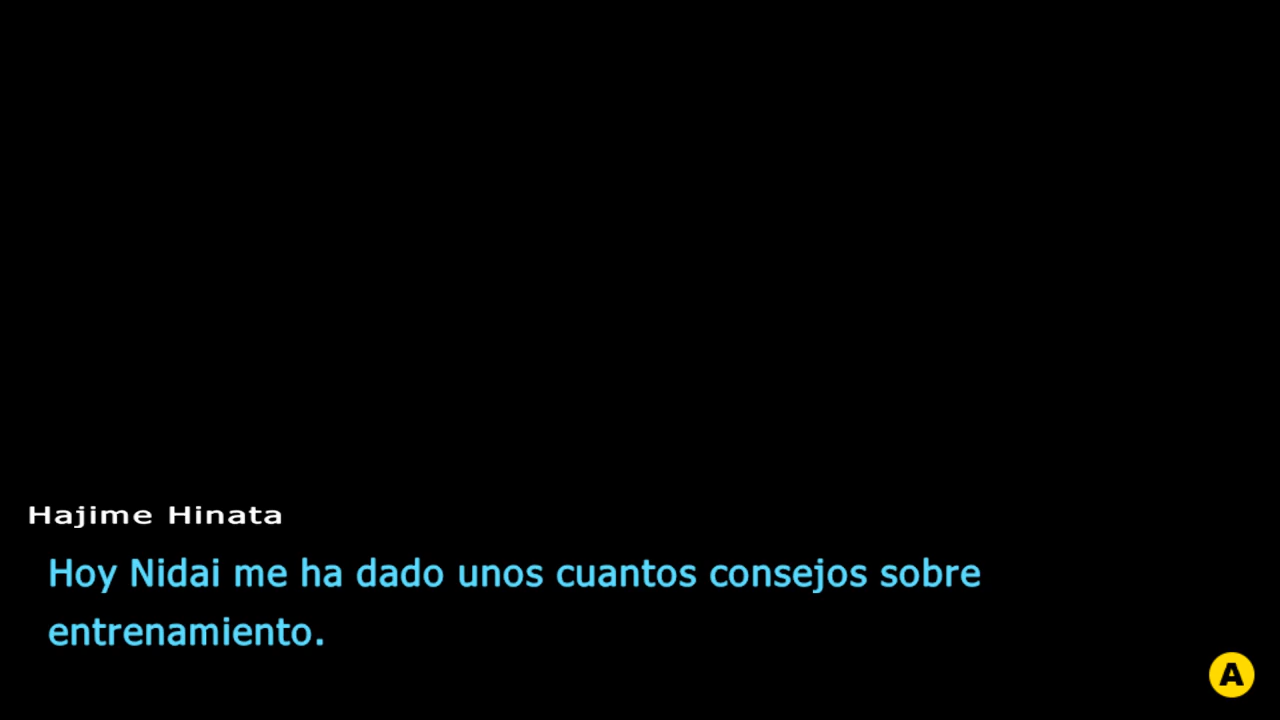 Hajime Hinata
Hoy Nidai me ha dado unos cuantos consejos sobre
entrenamiento.
A